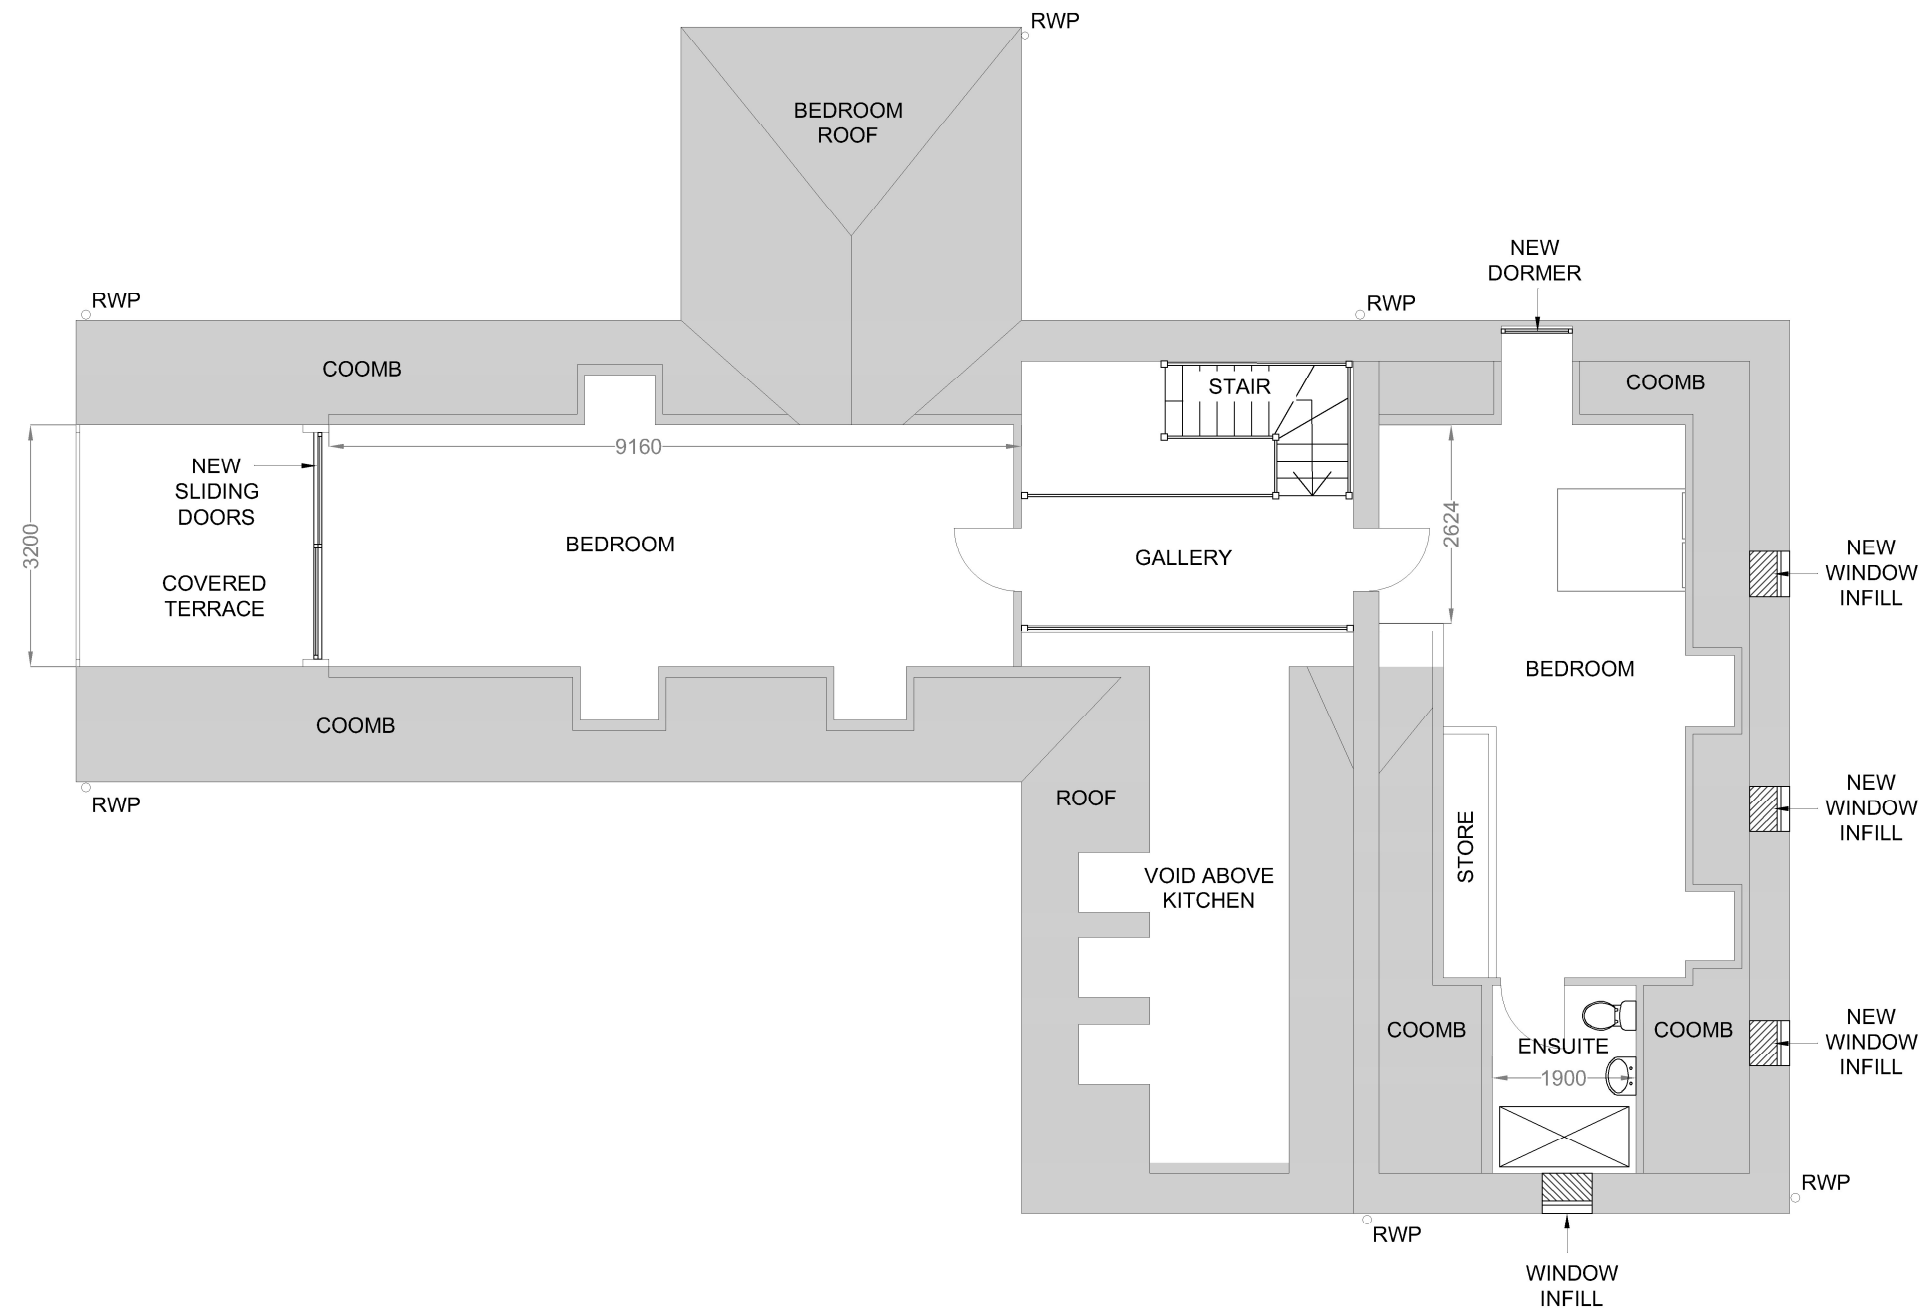 RWP
BEDROOM
ROOF
NEW
DORMER
RWP
RWP
COOMB
STAIR
COOMB
9160
NEW
SLIDING
DOORS
3200
BEDROOM
GALLERY
2624
COVERED
TERRACE
NEW
WINDOW
INFILL
BEDROOM
COOMB
RWP
ROOF
NEW
WINDOW
INFILL
STORE
VOID ABOVE
KITCHEN
COOMB
ENSUITE
COOMB
NEW
WINDOW
INFILL
1900
RWP
RWP
WINDOW
INFILL